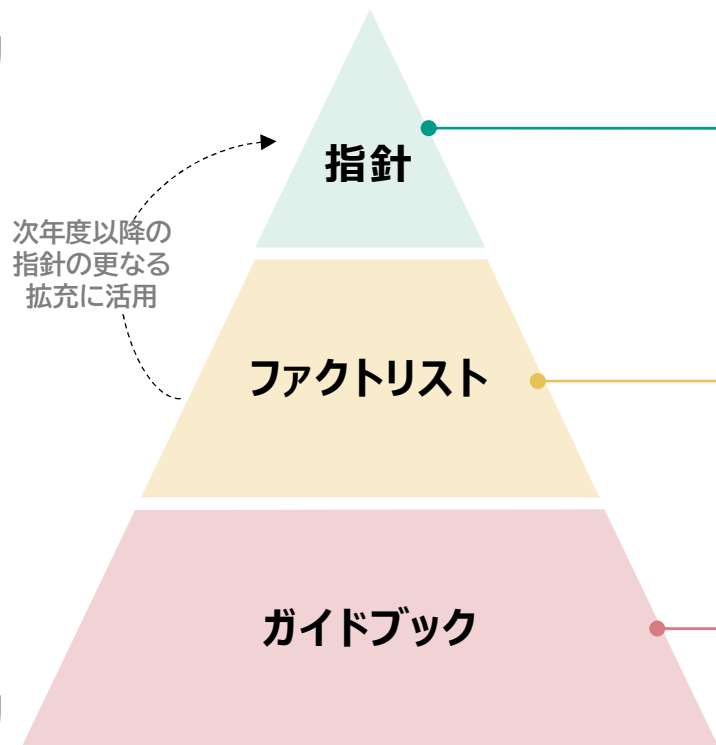 指針
次年度以降の
指針の更なる
拡充に活用
ファクトリスト
ガイドブック